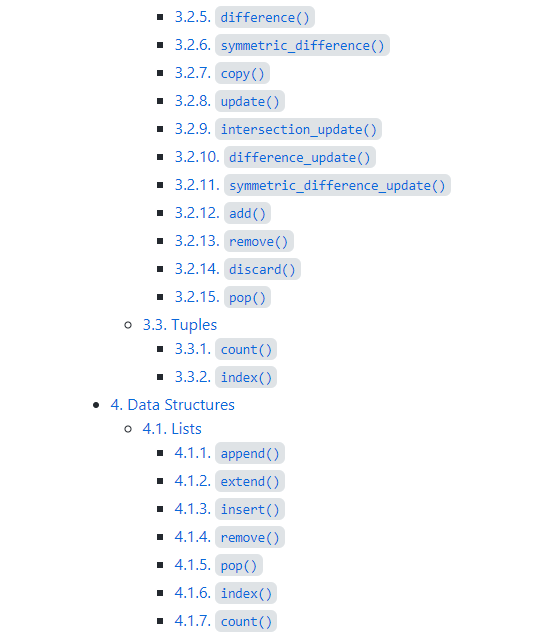 3.2.5. difference()
3.2.6. symmetric_difference()
3.2.7. copy()
3.2.8. update()
3.2.9. intersection_update()
3.2.10. difference_update()
3.2.11. symmetric_difference_update()
3.2.12. add()
3.2.13. remove()
3.2.14. discard()
3.2.15. pop()
3.3. Tuples
3.3.1. count()
3.3.2. index()
4. Data Structures
4.1. Lists
4.1.1. append()
4.1.2. extend()
4.1.3. insert()
4.1.4. remove()
4.1.5. pop()
4.1.6. index()
4.1.7. count()